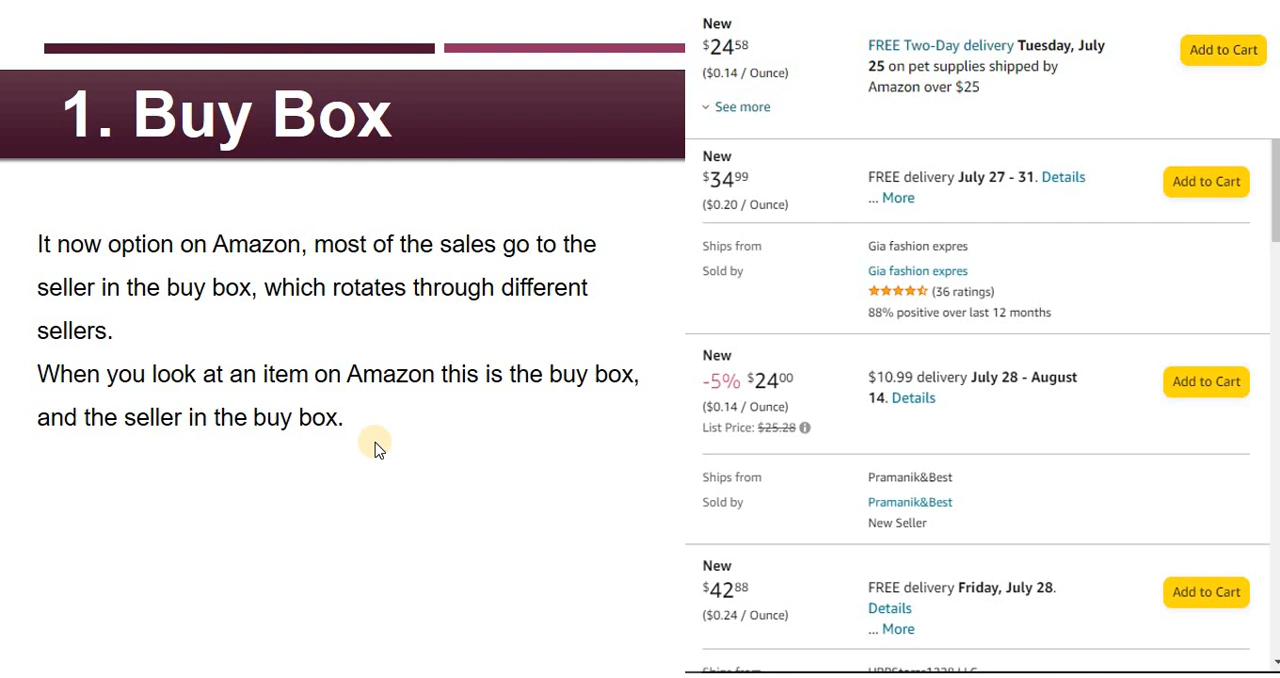 1. Buy Box
It now option on Amazon, most of the sales go to the
seller in the buy box, which rotates through different
sellers.
When you look at an item on Amazon this is the buy box,
and the seller in the buy box.
New
$24 58
($0.14 / Ounce)
See more
FREE Two-Day delivery Tuesday, July
25 on pet supplies shipped by
Amazon over $25
Add to Cart
New
$34 99
($0.20 / Ounce)
FREE delivery July 27 - 31. Details
... More
Add to Cart
Ships from Gia fashion expres
Sold by Gia fashion expres
(36 ratings)
88% positive over last 12 months
New
-5% $24 00
($0.14 / Ounce)
List Price: $25.28
$10.99 delivery July 28 - August
14. Details
Add to Cart
Ships from Pramanik&Best
Sold by Pramanik&Best
New Seller
New
$42 88
($0.24 / Ounce)
FREE delivery Friday, July 28.
Details
... More
Add to Cart
Ships from